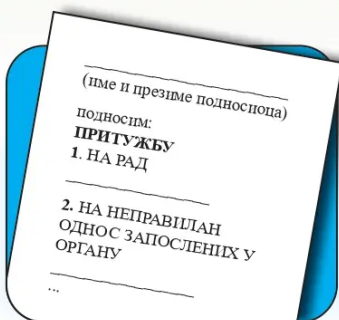 (име и презиме подносиоца)
подносим:
ПРИТУЖБУ
1. НА РАД
2. НА НЕПРАВИЛАН
ОДНОС ЗАПОСЛЕНИХ У
ОРГАНУ
...